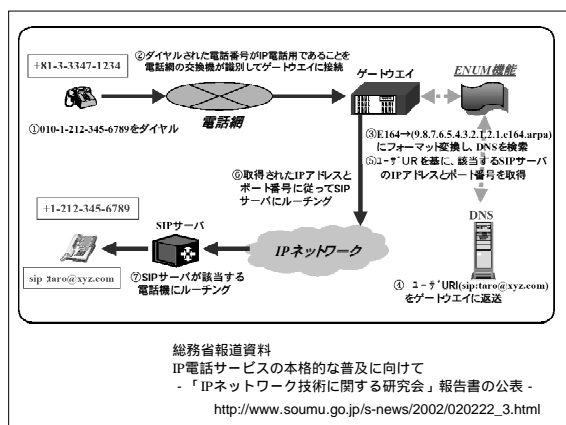 +81-3-3347-1234
②ダイヤルされた電話番号がIP電話用であることを
電話網の交換機が識別してゲートウエイに接続
ゲートウエイ
ENUM機能
①010-1-212-345-6789をダイヤル
電話網
③E164→(9.8.7.6.5.4.3.2.1.2.1.e164.arpa)
にフォーマット変換し、DNSを検索
⑤ユーザURを基に、該当するSIPサーバ
のIPアドレスとポート番号を取得
⑥取得されたIPアドレスと
ポート番号に従ってSIP
サーバにルーチング
+1-212-345-6789
SIPサーバ
IPネットワーク
DNS
sip:taro@xyz.com
⑦SIPサーバが該当する
電話機にルーチング
④ ユーザURI(sip:taro@xyz.com)
をゲートウエイに返送
総務省報道資料
IP電話サービスの本格的な普及に向けて
-「IPネットワーク技術に関する研究会」報告書の公表-
http://www.soumu.go.jp/s-news/2002/020222_3.html